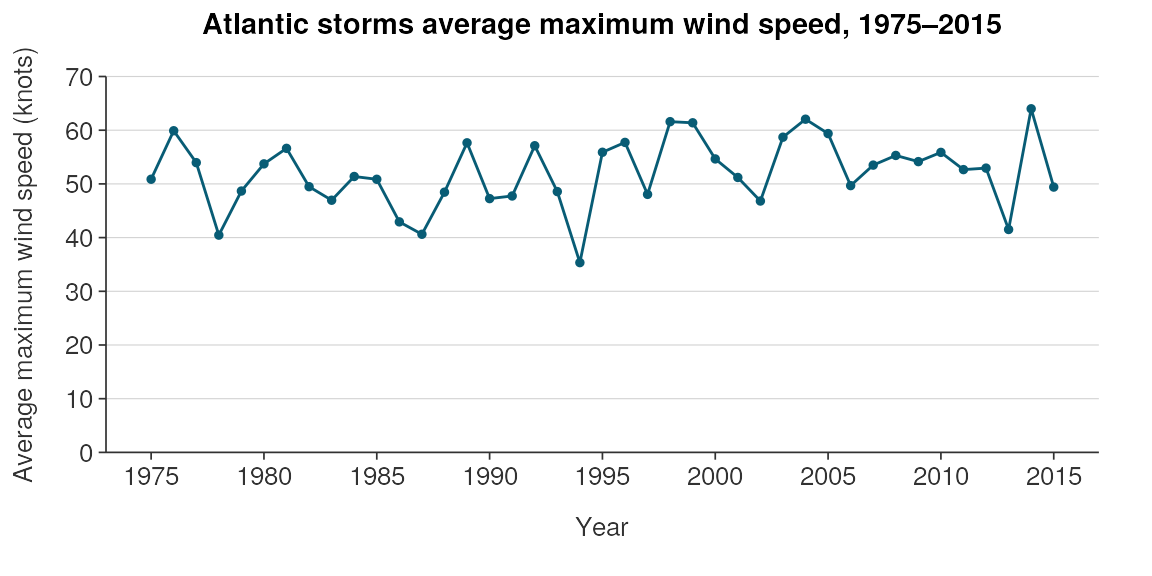 Atlantic storms average maximum wind speed, 1975–2015
Average maximum wind speed (knots)
70
60
50
40
30
20
10
0
1975 1980 1985 1990 1995 2000 2005 2010 2015
Year